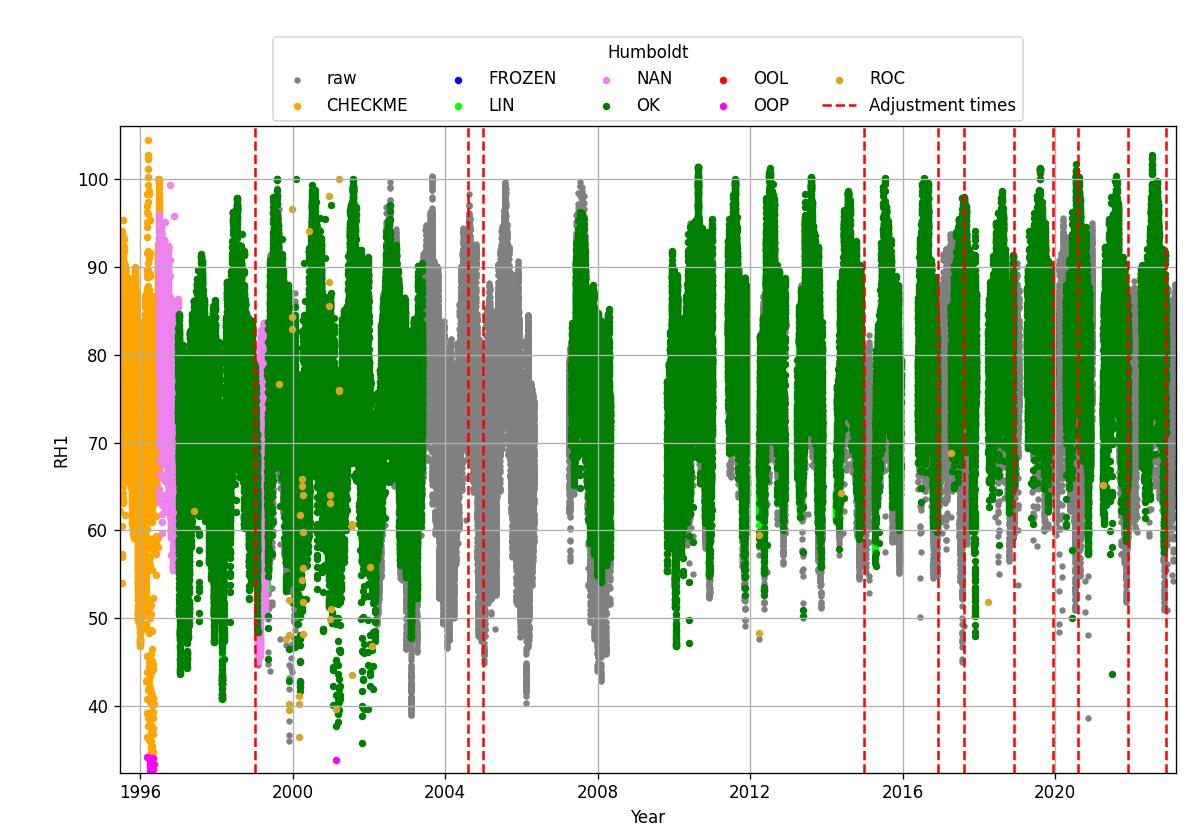 Humboldt
raw FROZEN NAN OOL ROC
CHECKME LIN OK OOP Adjustment times
100
90
80
70
60
50
40
RH1
1996 2000 2004 2008 2012 2016 2020
Year